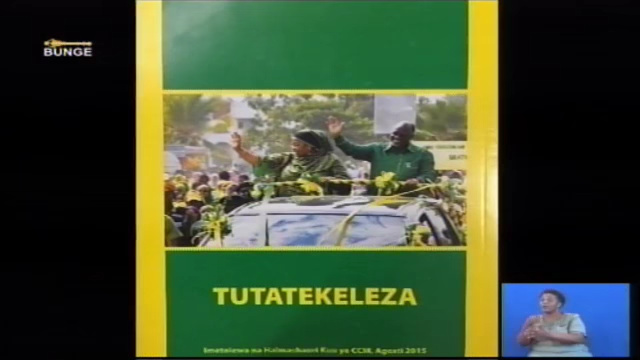 BUNGE
TUTATEKELEZA
Imetolewa na Halmashauri Kuu ya CCM, Agosti 2015